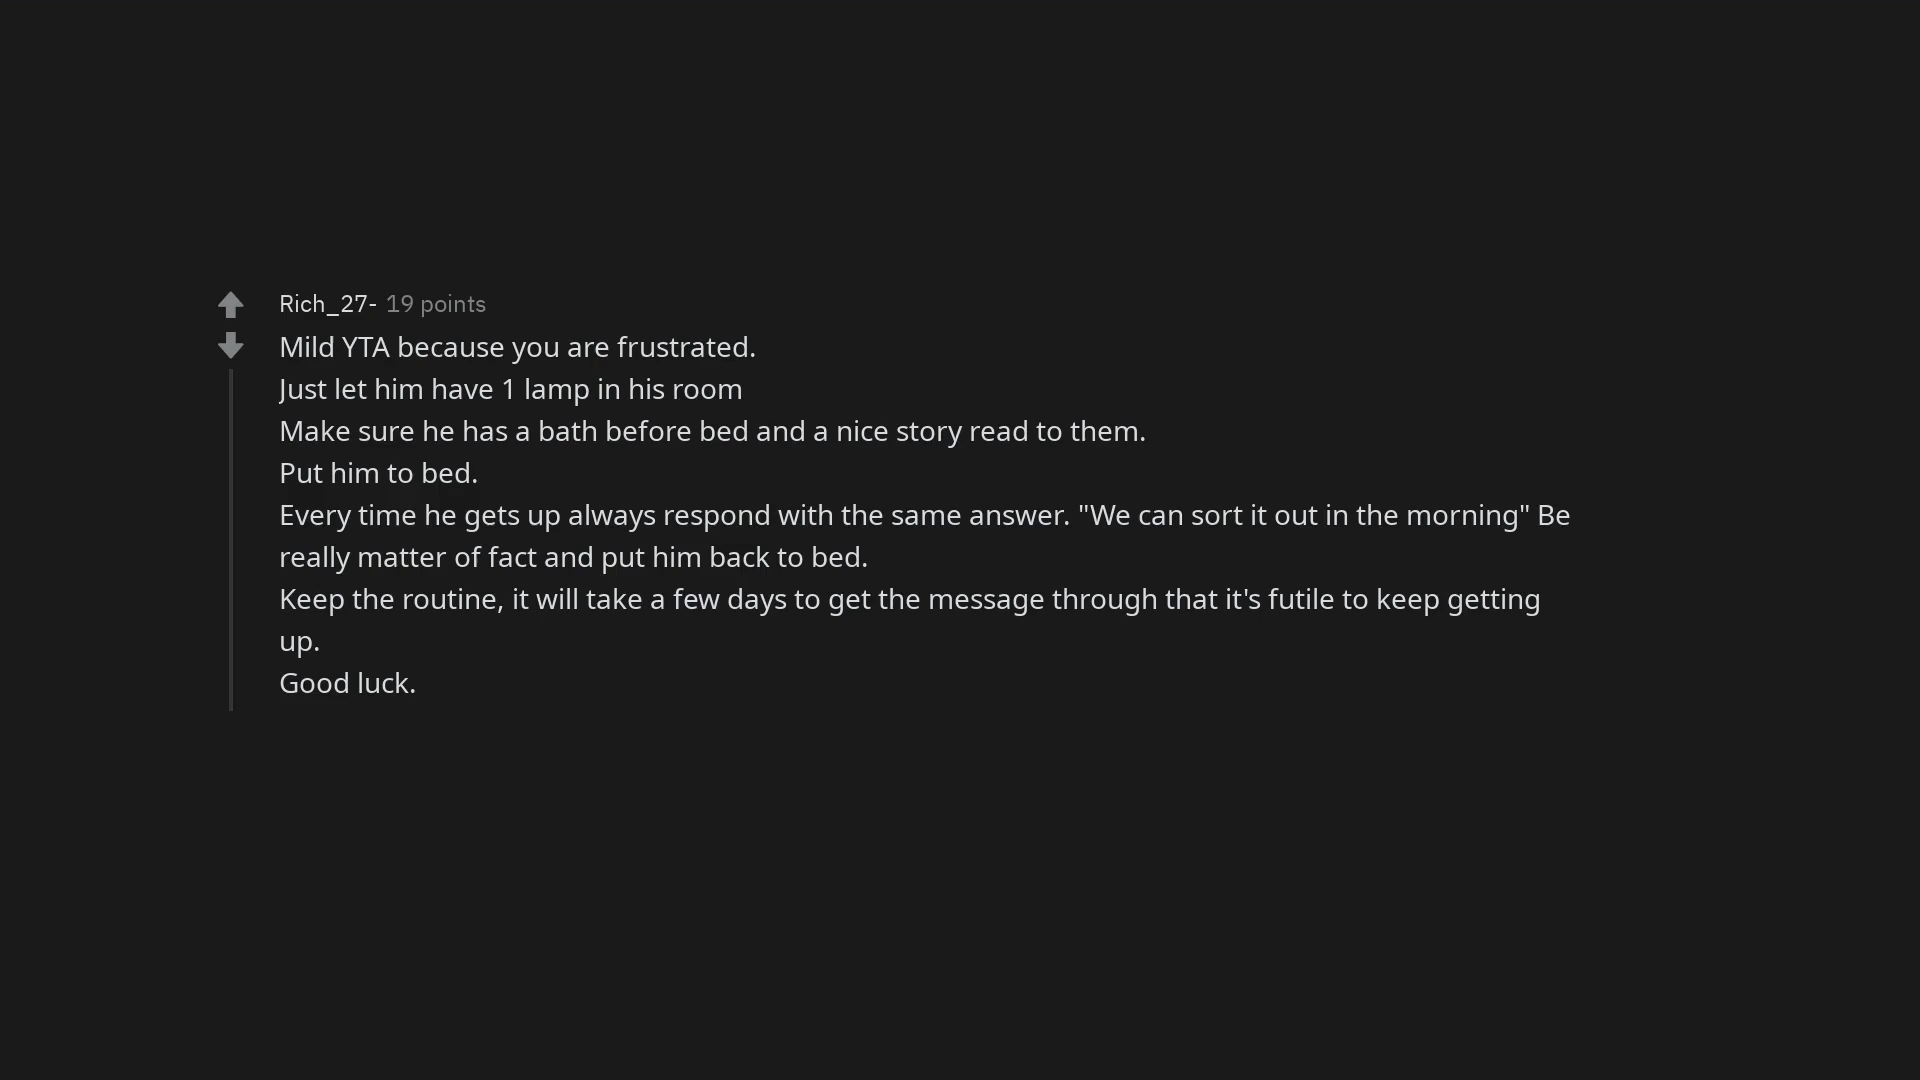 Rich_27- 19 points
Mild YTA because you are frustrated.
Just let him have 1 lamp in his room
Make sure he has a bath before bed and a nice story read to them.
Put him to bed.
Every time he gets up always respond with the same answer. "We can sort it out in the morning" Be
really matter of fact and put him back to bed.
Keep the routine, it will take a few days to get the message through that it's futile to keep getting
up.
Good luck.